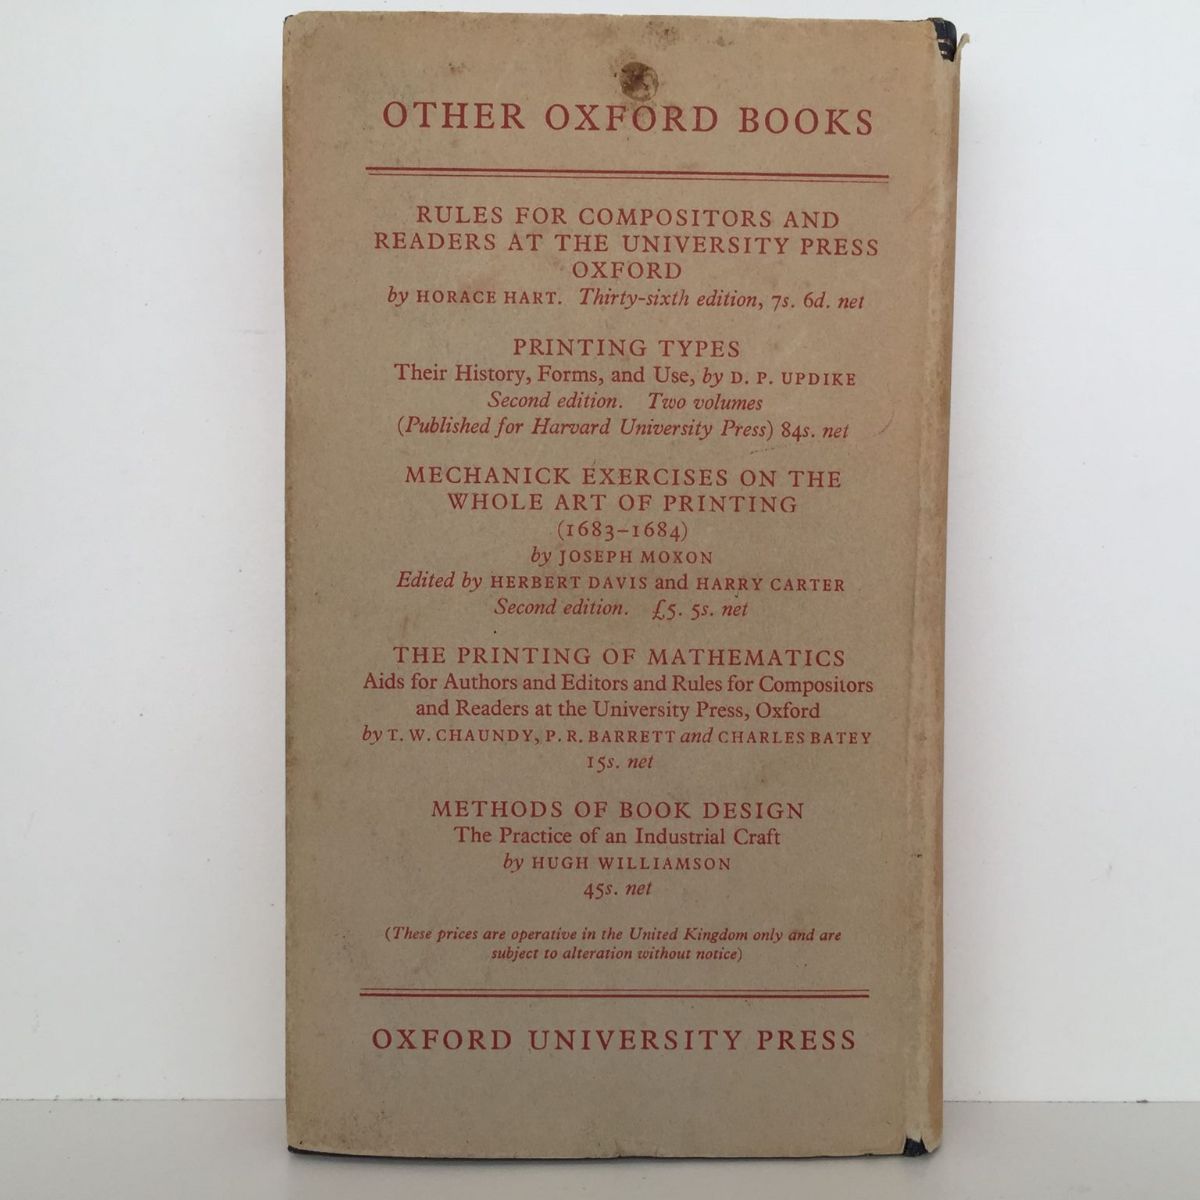 OTHER OXFORD BOOKS
RULES FOR COMPOSITORS AND
READERS AT THE UNIVERSITY PRESS
OXFORD
by HORACE HART. Thirty-sixth edition, 7s. 6d. net
PRINTING TYPES
Their History, Forms, and Use, by D. P. UPDIKE
Second edition. Two volumes
(Published for Harvard University Press) 84s. net
MECHANICK EXERCISES ON THE
WHOLE ART OF PRINTING
(1683–1684)
by JOSEPH MOXON
Edited by HERBERT DAVIS and HARRY CARTER
Second edition. £5. 5s. net
THE PRINTING OF MATHEMATICS
Aids for Authors and Editors and Rules for Compositors
and Readers at the University Press, Oxford
by T. W. CHAUNDY, P. R. BARRETT and CHARLES BATEY
15s. net
METHODS OF BOOK DESIGN
The Practice of an Industrial Craft
by HUGH WILLIAMSON
45s. net
(These prices are operative in the United Kingdom only and are
subject to alteration without notice)
OXFORD UNIVERSITY PRESS